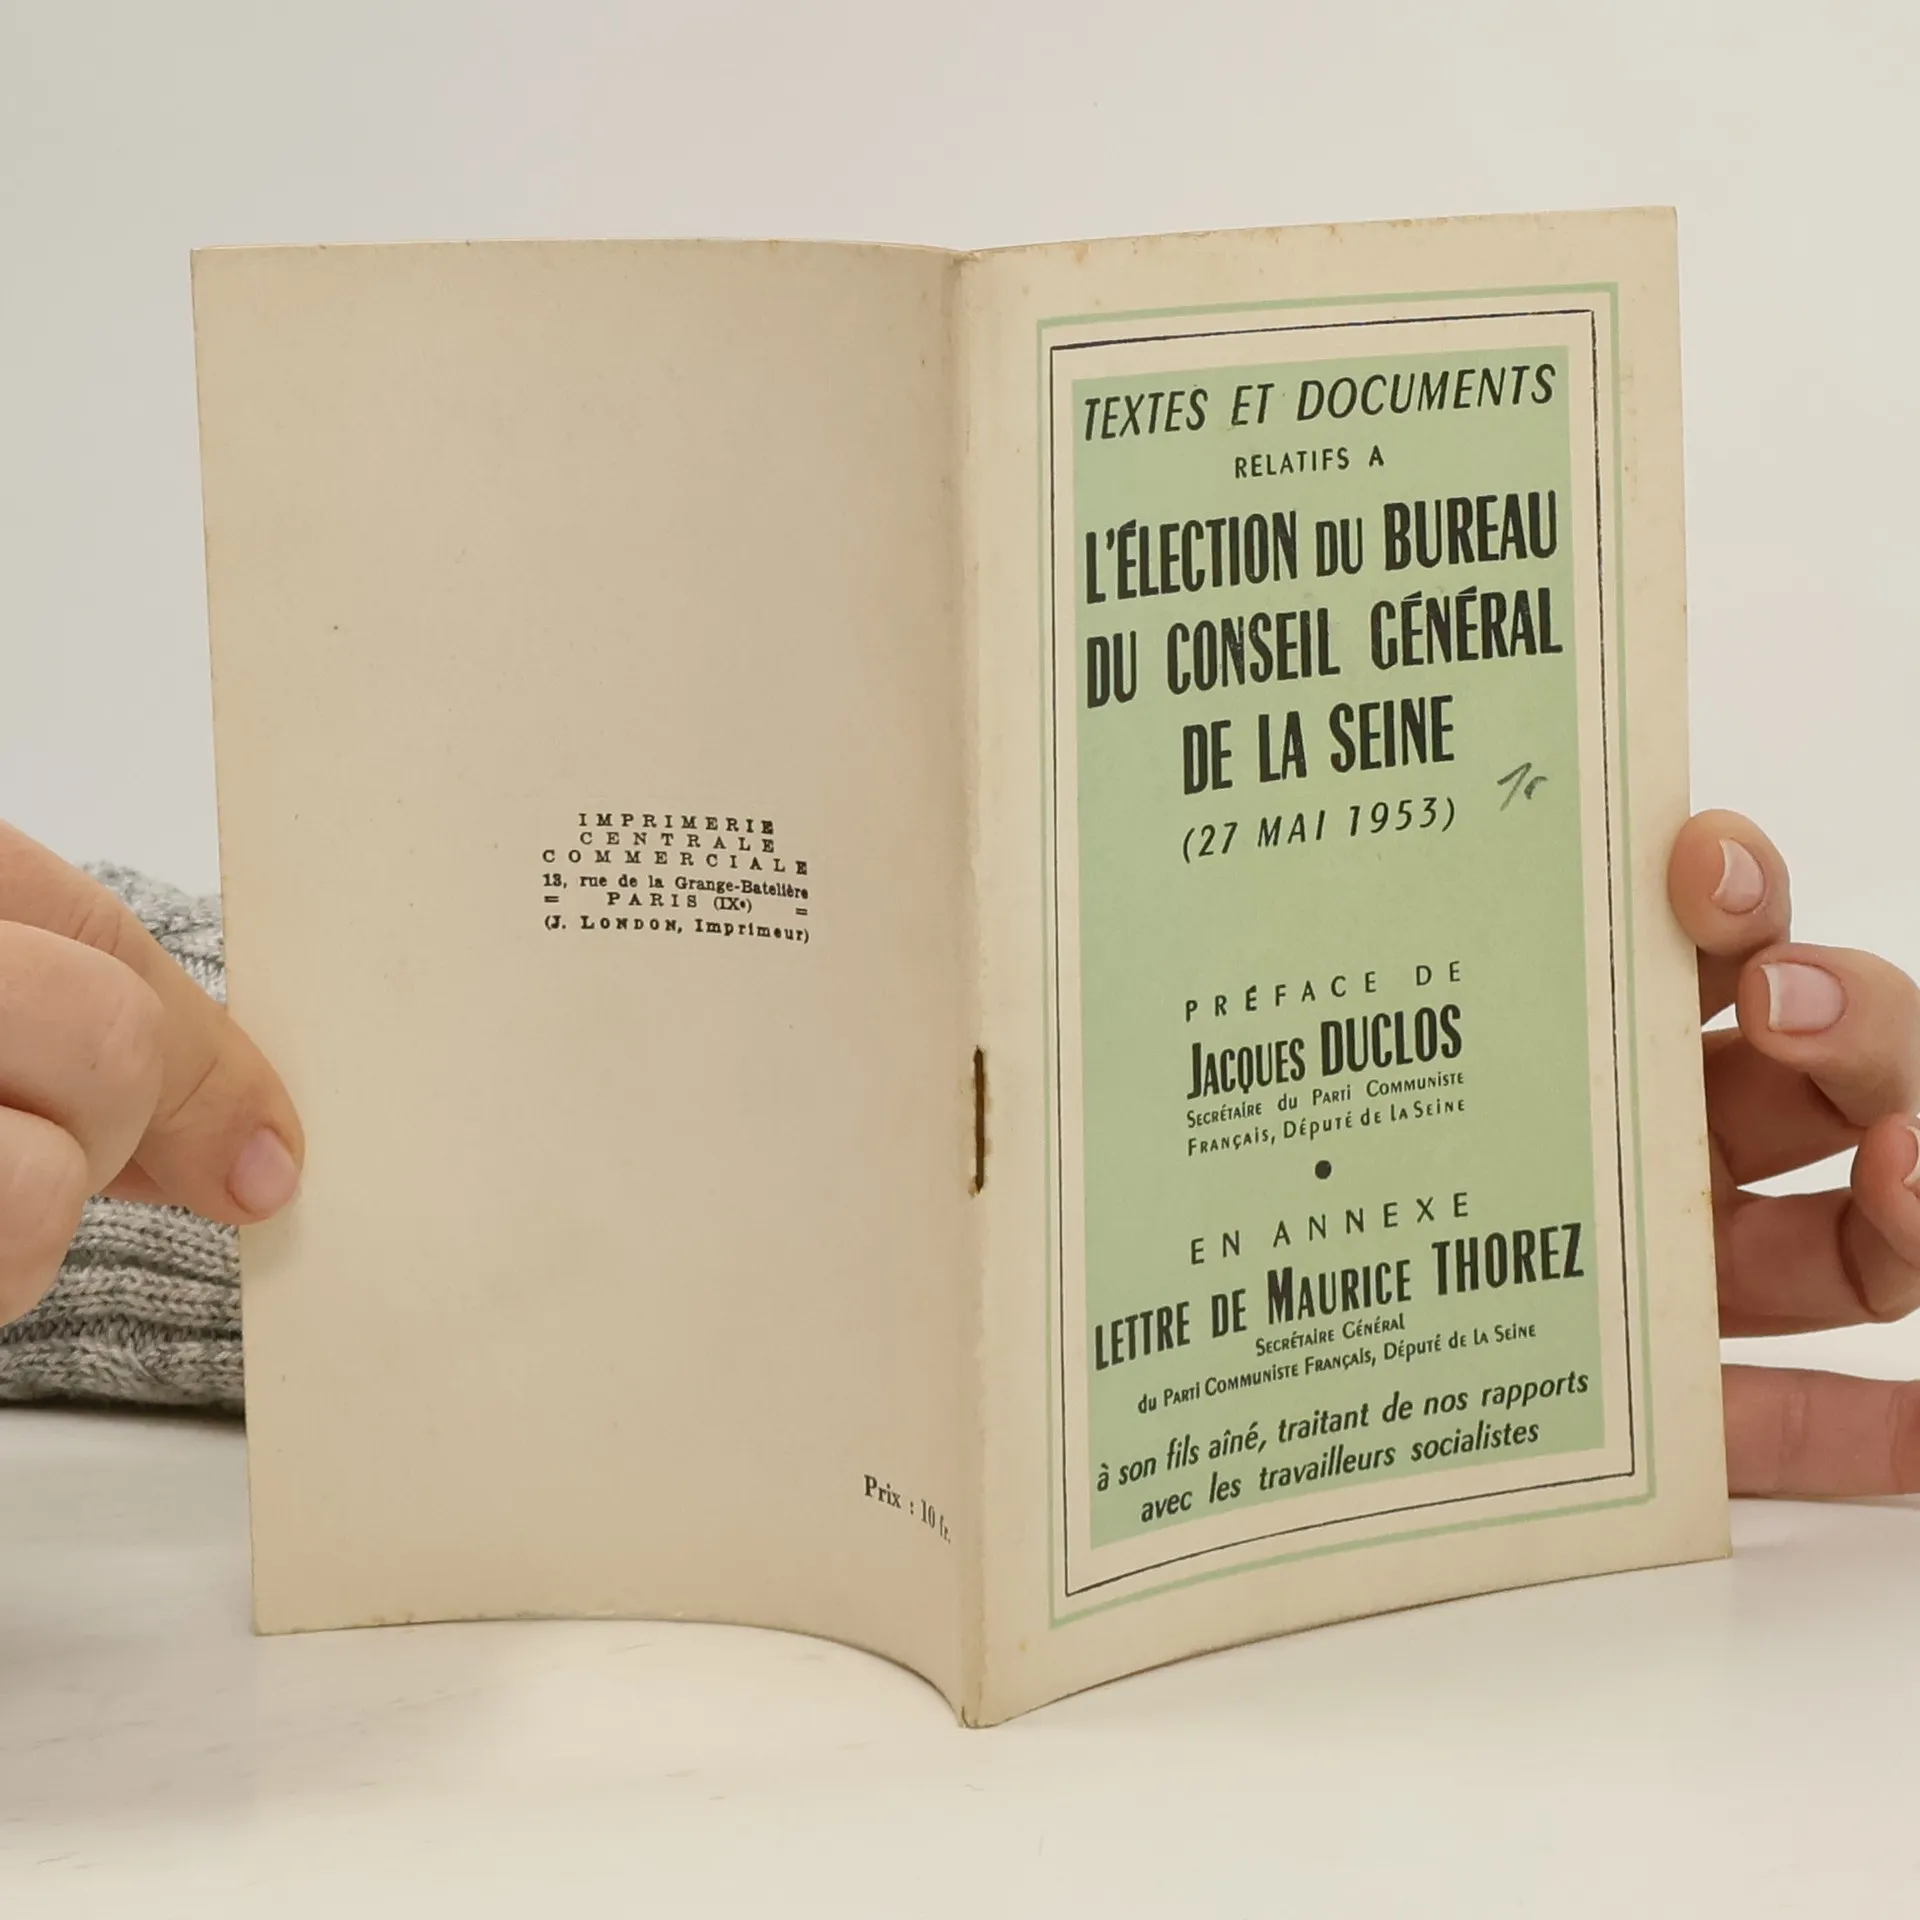 IMPRIMERIE
CENTRALE
COMMERCIALE
13, rue de la Grange-Batelière
= PARIS (IXe) =
(J. LONDON, Imprimeur)
Prix : 10 fr.
TEXTES ET DOCUMENTS
RELATIFS A
L'ÉLECTION DU BUREAU
DU CONSEIL GÉNÉRAL
DE LA SEINE
(27 MAI 1953)
PRÉFACE DE
JACQUES DUCLOS
SECRÉTAIRE du PARTI COMMUNISTE
FRANÇAIS, DÉPUTÉ de LA SEINE
●
EN ANNEXE
LETTRE DE MAURICE THOREZ
SECRÉTAIRE GÉNÉRAL
du PARTI COMMUNISTE FRANÇAIS, DÉPUTÉ de LA SEINE
à son fils aîné, traitant de nos rapports
avec les travailleurs socialistes